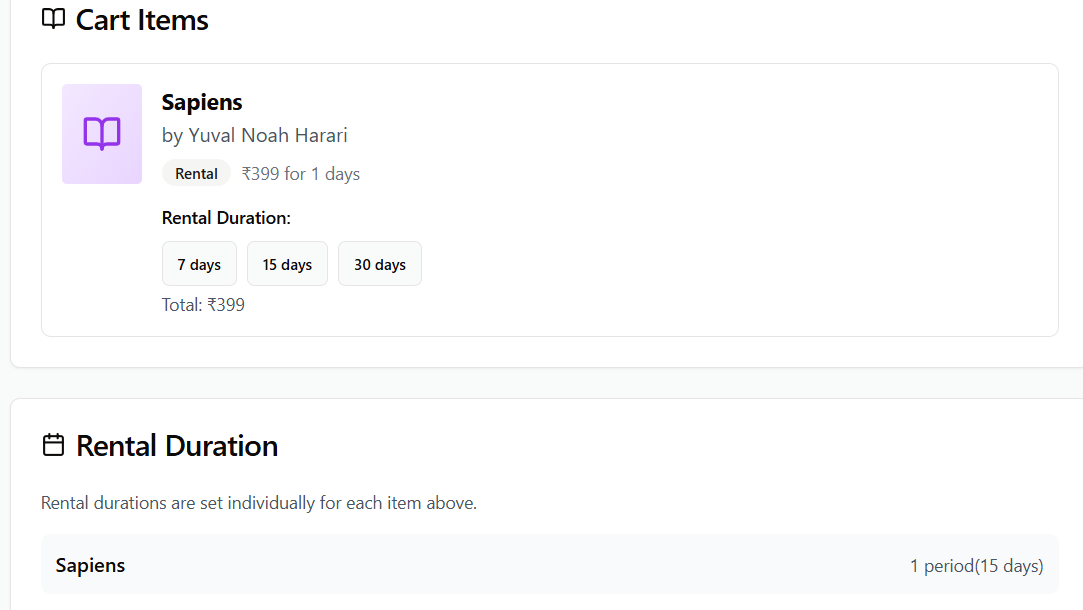 Cart Items
Sapiens
by Yuval Noah Harari
Rental ₹399 for 1 days
Rental Duration:
7 days 15 days 30 days
Total: ₹399
Rental Duration
Rental durations are set individually for each item above.
Sapiens 1 period(15 days)